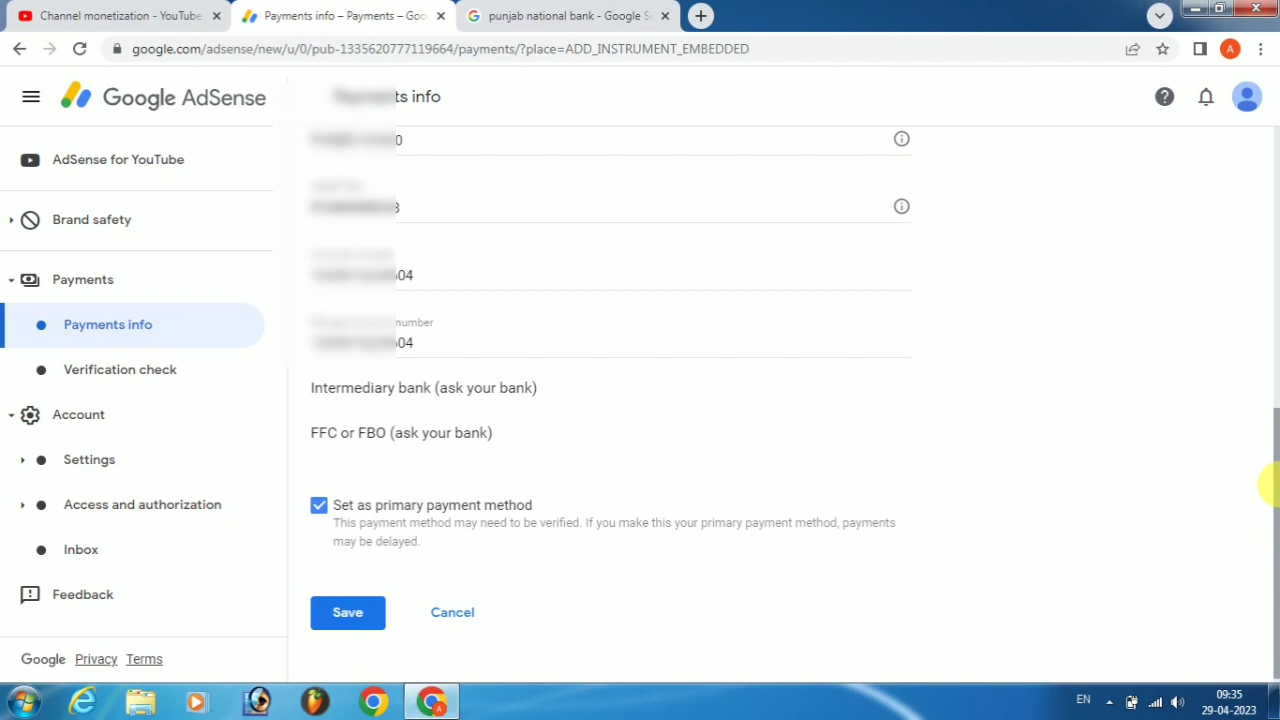 Channel monetization - YouTube
Payments info – Payments – Goo
punjab national bank - Google Se
google.com/adsense/new/u/0/pub-1335620777119664/payments/?place=ADD_INSTRUMENT_EMBEDDED
A
Google AdSense
Payments info
AdSense for YouTube
0
Brand safety
3
604
Payments
number
Payments info
604
Verification check
Intermediary bank (ask your bank)
Account
FFC or FBO (ask your bank)
Settings
Access and authorization
Set as primary payment method
This payment method may need to be verified. If you make this your primary payment method, payments
may be delayed.
Inbox
Feedback
Save
Cancel
Google
Privacy
Terms
EN
09:35
29-04-2023